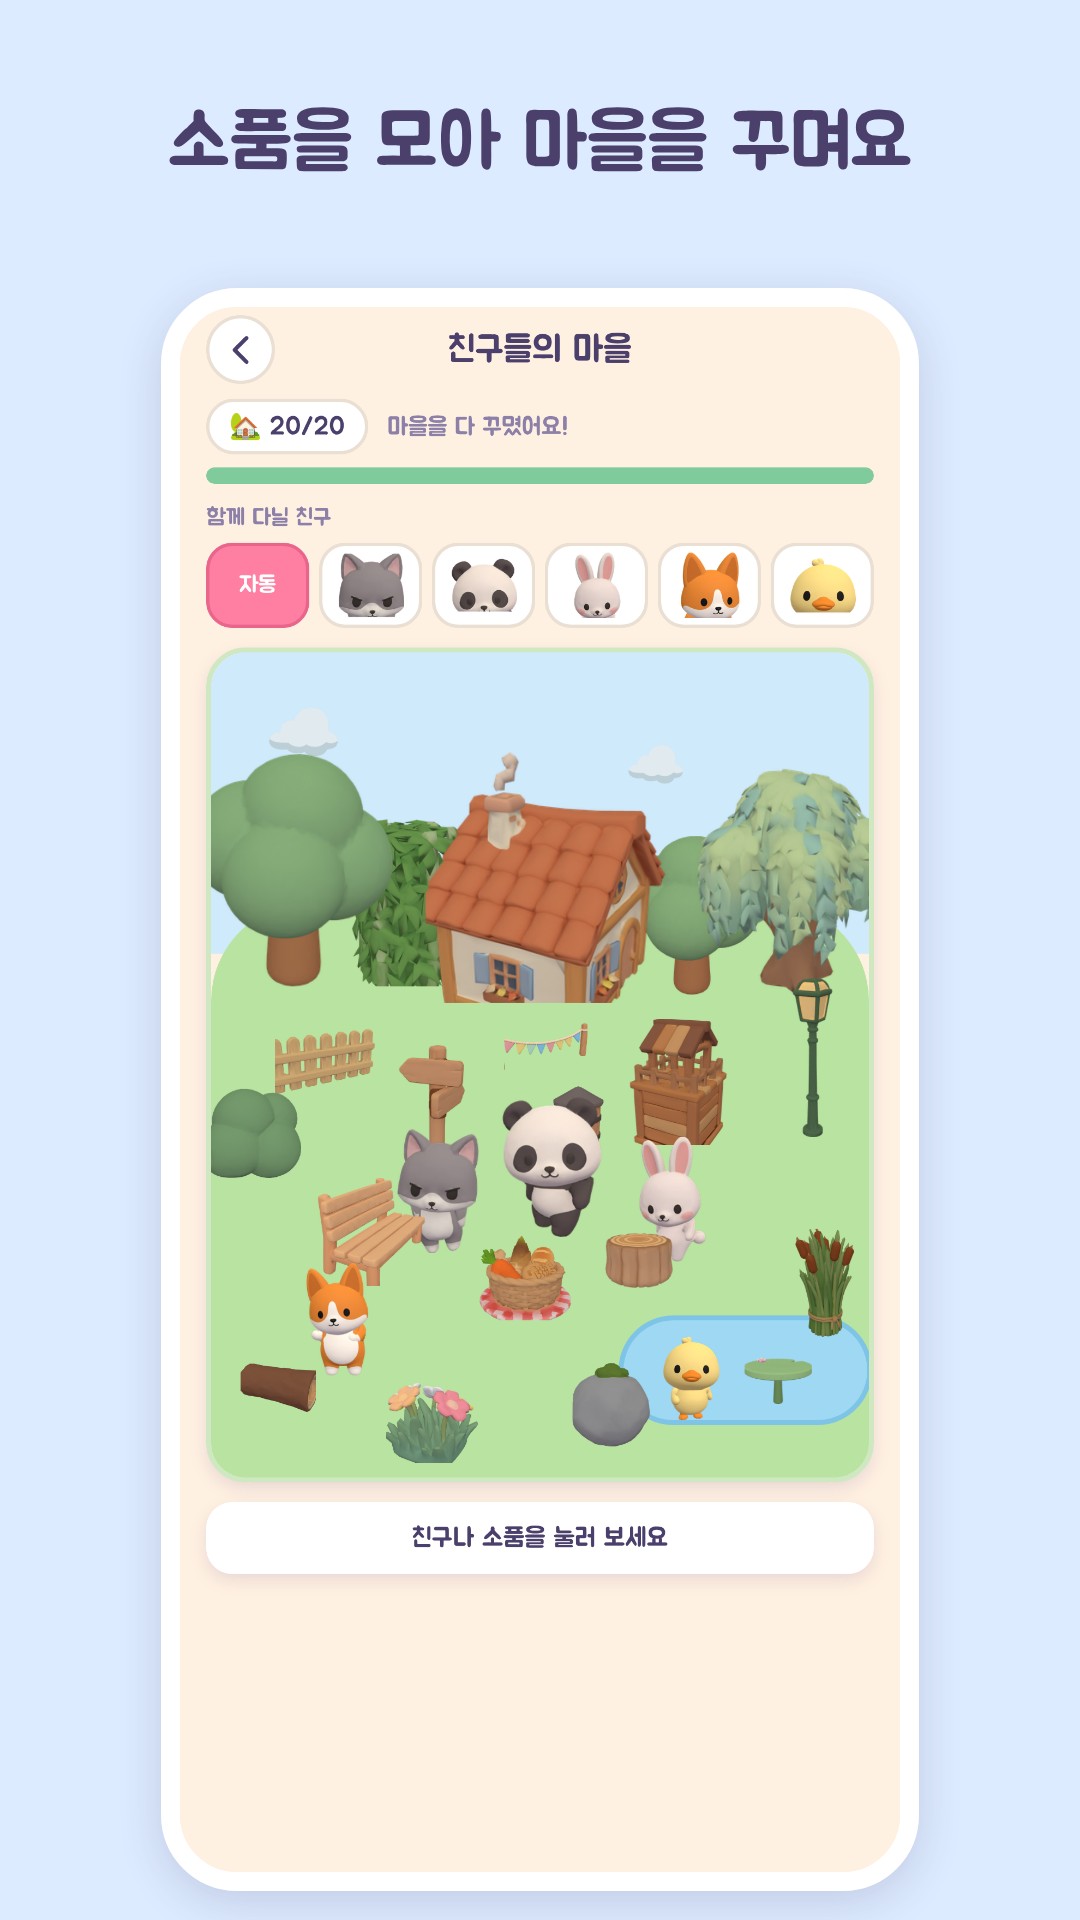 소품을 모아 마을을 꾸며요
친구들의 마을
20/20 마을을 다 꾸몄어요!
함께 다닐 친구
자동
친구나 소품을 눌러 보세요